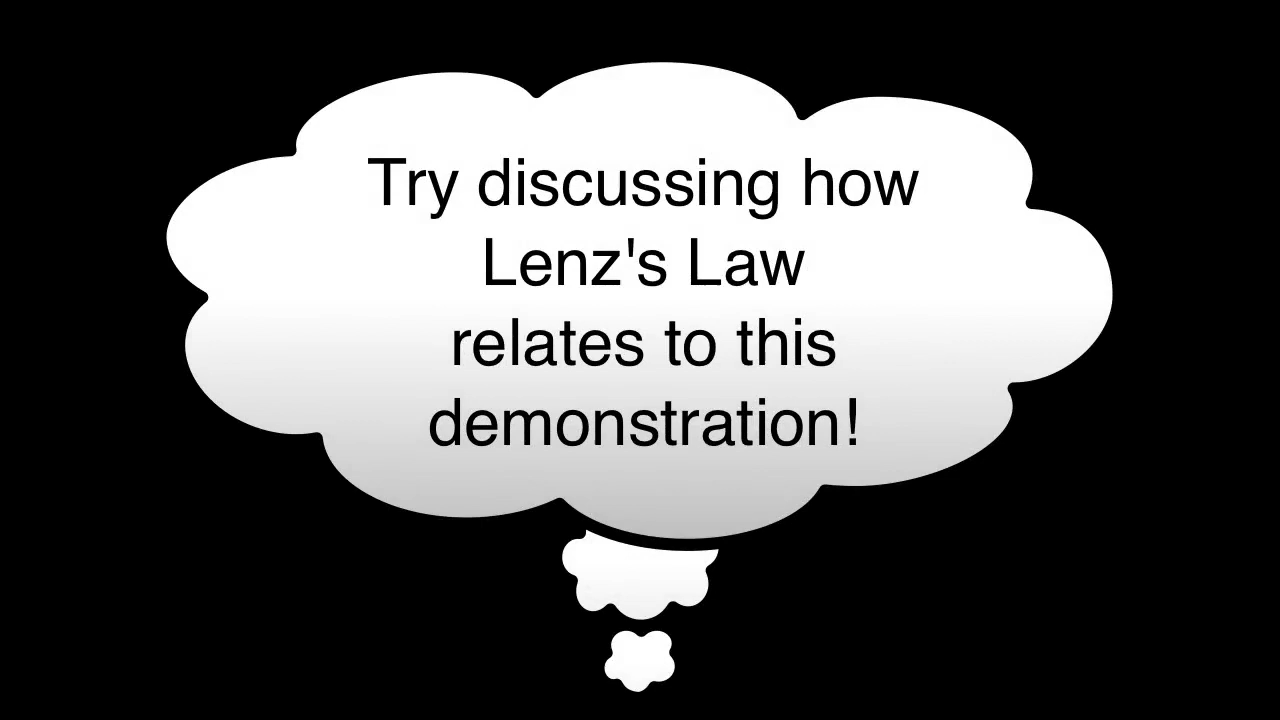 Try discussing how
Lenz's Law
relates to this
demonstration!